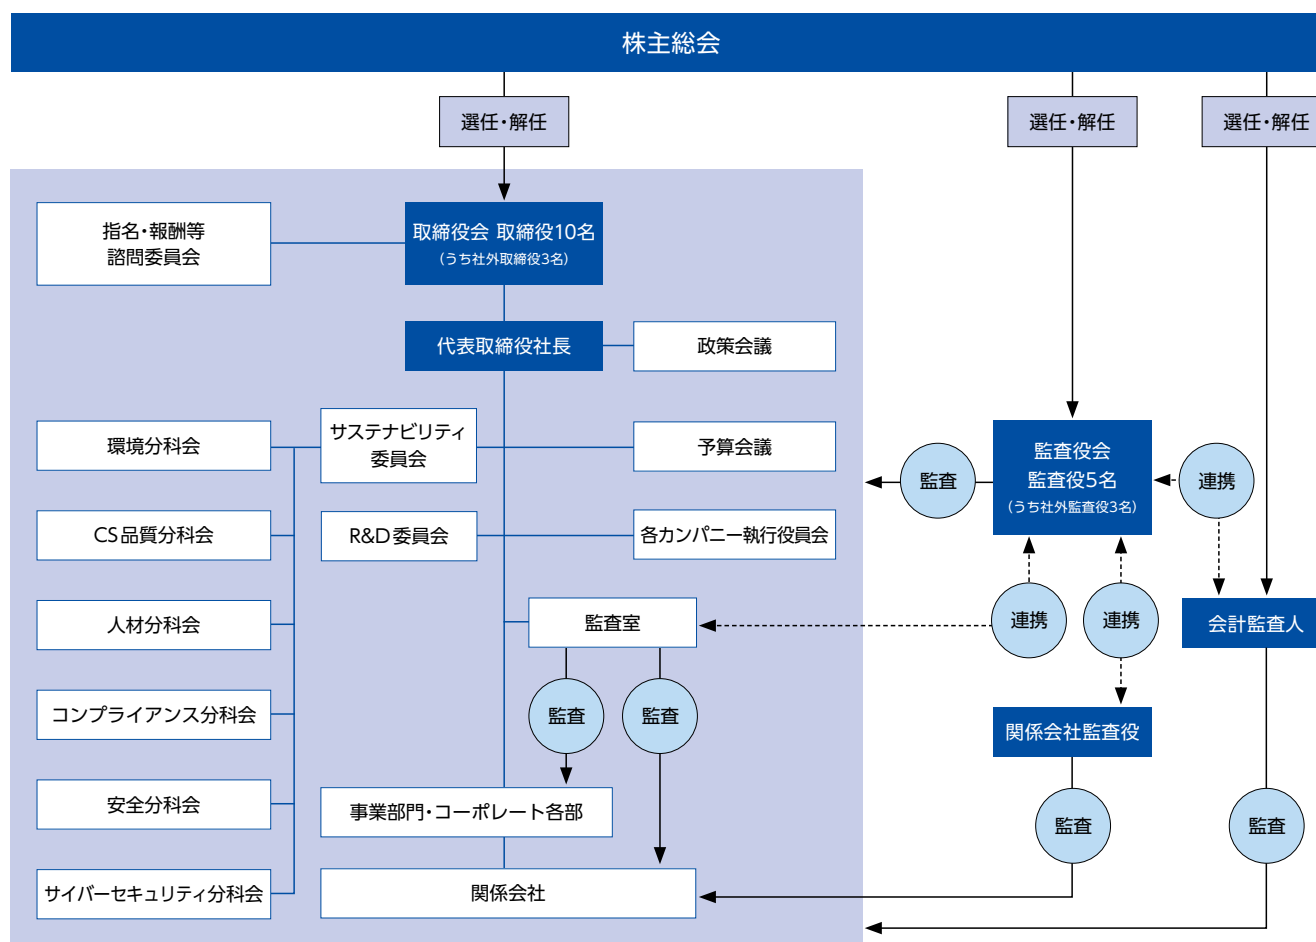 株主総会
選任・解任
選任・解任
選任・解任
指名・報酬等
諮問委員会
取締役会 取締役10名
(うち社外取締役3名)
代表取締役社長
政策会議
環境分科会
サステナビリティ
委員会
予算会議
監査
監査役会
監査役5名
(うち社外監査役3名)
連携
CS品質分科会
R&D委員会
各カンパニー執行役員会
人材分科会
監査室
連携
連携
会計監査人
コンプライアンス分科会
監査
監査
関係会社監査役
安全分科会
事業部門・コーポレート各部
監査
監査
サイバーセキュリティ分科会
関係会社